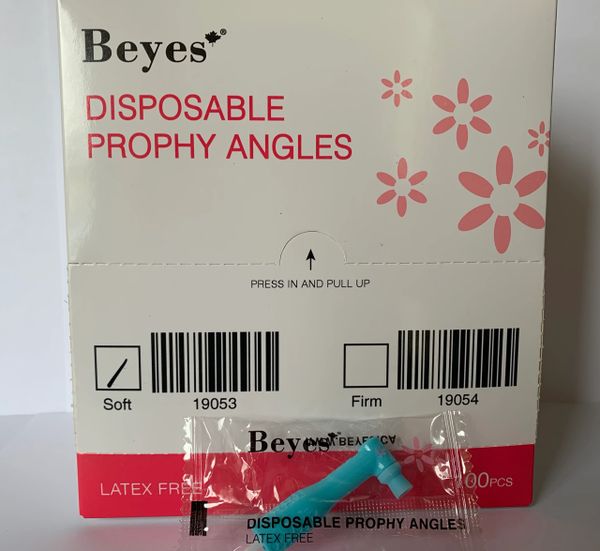 Beyes®
DISPOSABLE
PROPHY ANGLES
PRESS IN AND PULL UP
Soft
19053
Firm
19054
LATEX FREE
00PCS
Beyes
DISPOSABLE PROPHY ANGLES
LATEX FREE